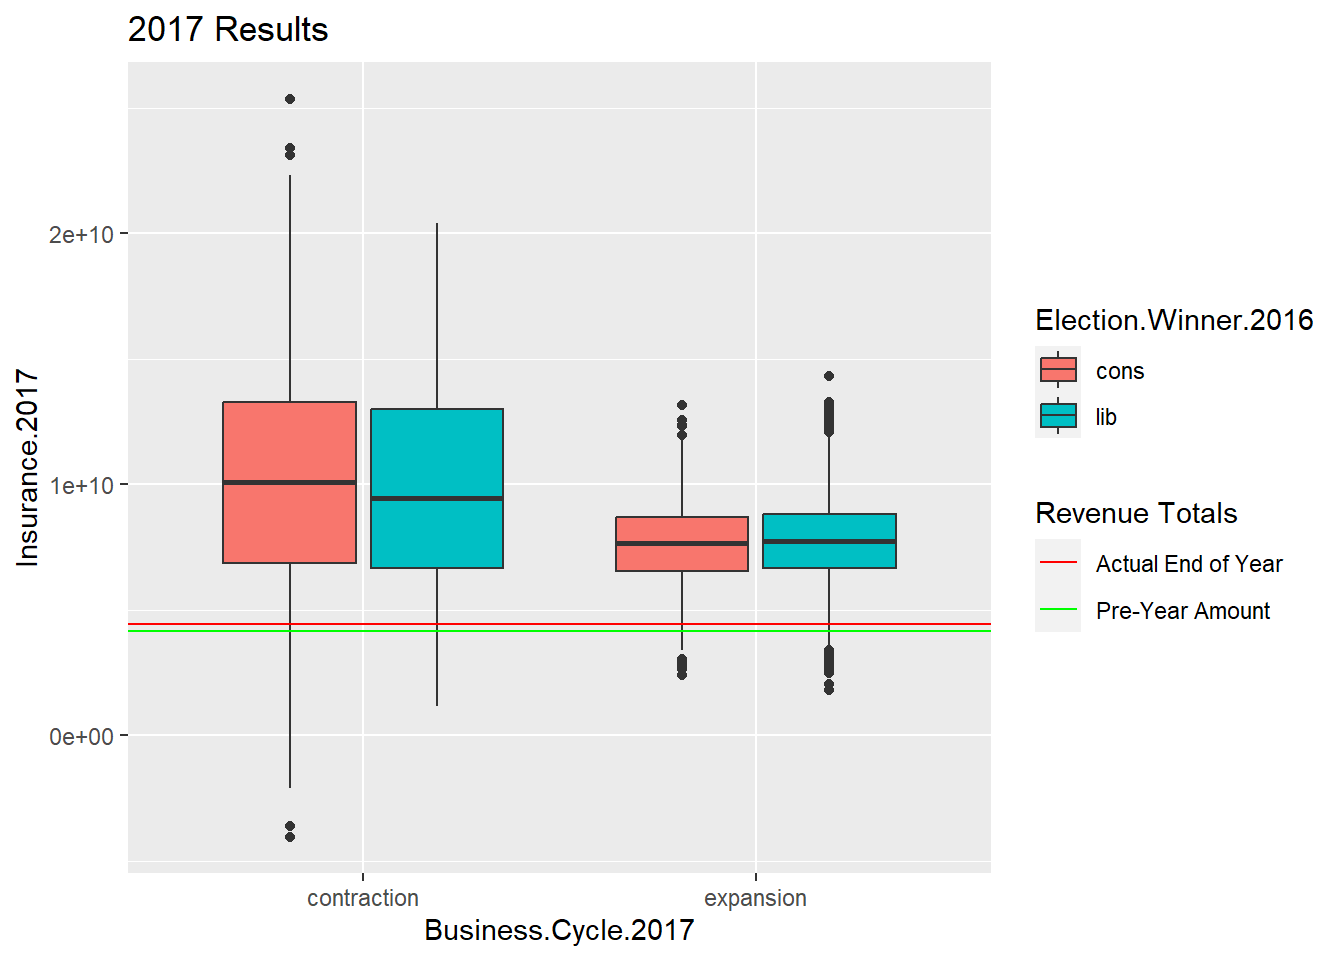 2017 Results
Insurance.2017
2e+10
1e+10
0e+00
contraction
expansion
Business.Cycle.2017
Election.Winner.2016
cons
lib
Revenue Totals
Actual End of Year
Pre-Year Amount